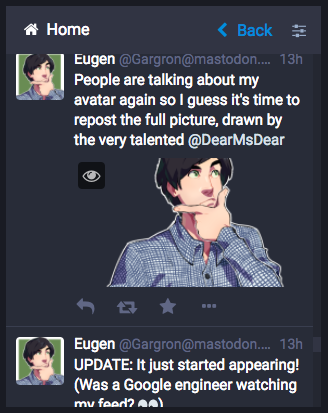 Home
Back
Eugen @Gargron@mastodon.... 13h
People are talking about my
avatar again so I guess it's time to
repost the full picture, drawn by
the very talented @DearMsDear
Eugen @Gargron@mastodon.... 13h
UPDATE: It just started appearing!
(Was a Google engineer watching
my feed? 👀)